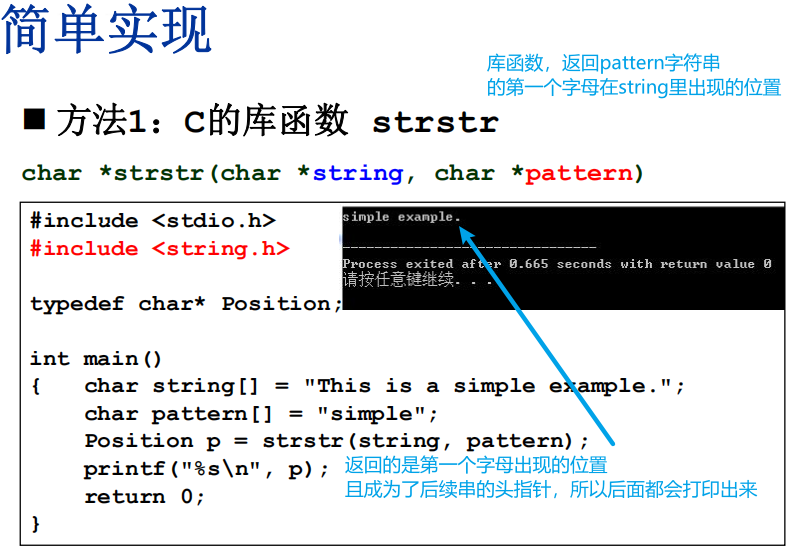 简单实现
库函数，返回pattern字符串
的第一个字母在string里出现的位置
■ 方法1：C的库函数 strstr
char *strstr(char *string, char *pattern)
#include <stdio.h>
#include <string.h>
typedef char* Position;
int main()
{ char string[] = "This is a simple example.";
char pattern[] = "simple";
Position p = strstr(string, pattern);
printf("%s\n", p);
return 0;
}
simple example.
--------------------------------
Process exited after 0.665 seconds with return value 0
请按任意键继续. . .
返回的是第一个字母出现的位置
且成为了后续串的头指针，所以后面都会打印出来